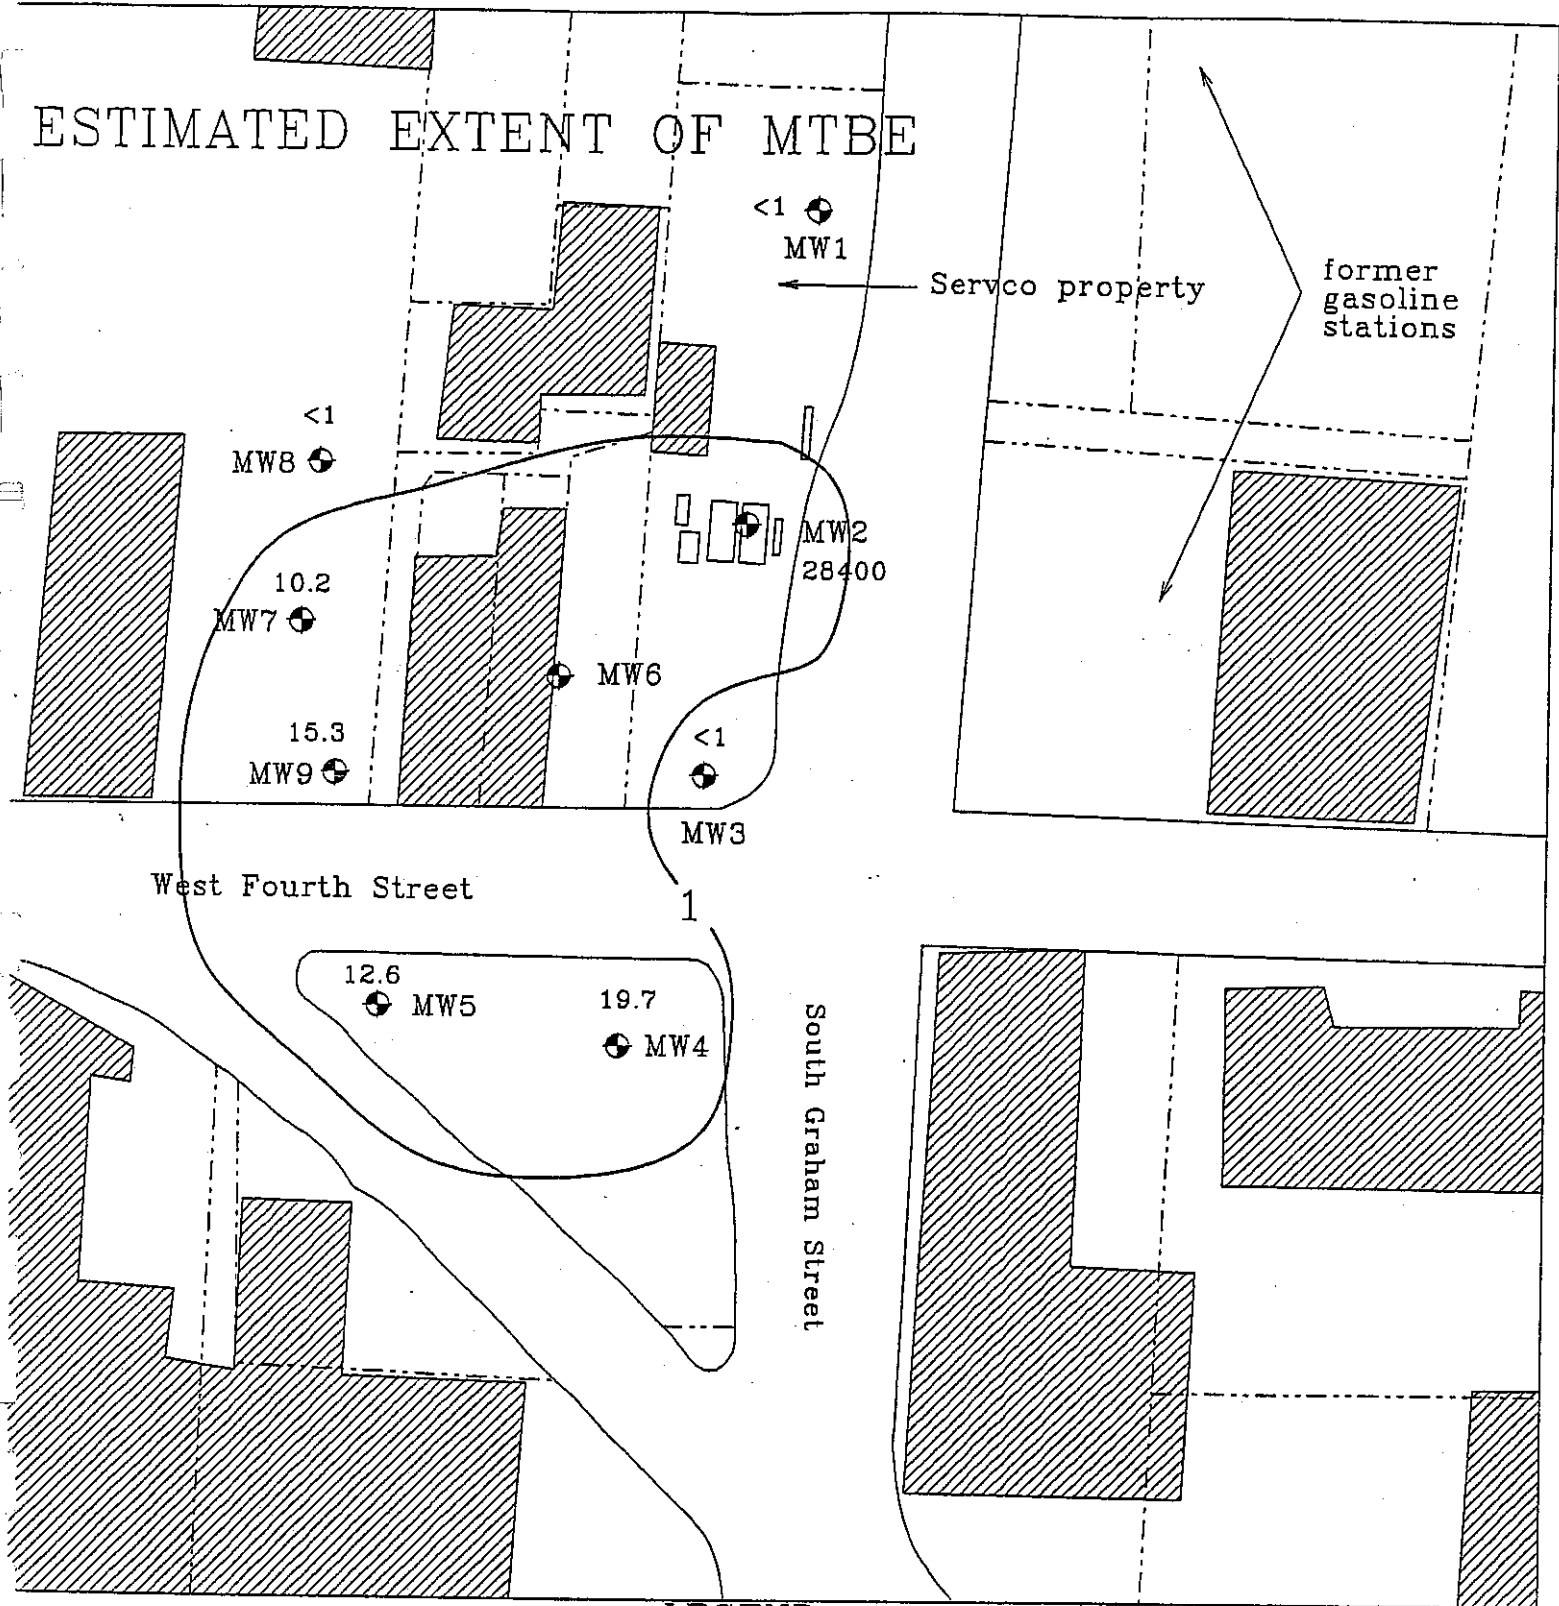 ESTIMATED EXTENT OF MTBE
<1
MW1
Servco property
former
gasoline
stations
<1
MW8
MW2
28400
10.2
MW7
MW6
15.3
MW9
<1
MW3
West Fourth Street
1
12.6
MW5
19.7
MW4
South Graham Street